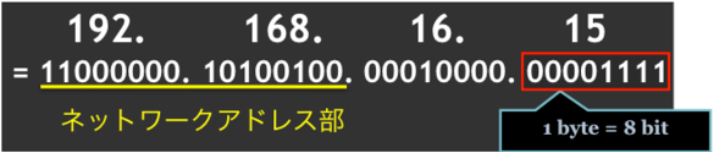 192. 168. 16. 15
= 11000000. 10100100. 00010000. 00001111
ネットワークアドレス部
1 byte = 8 bit